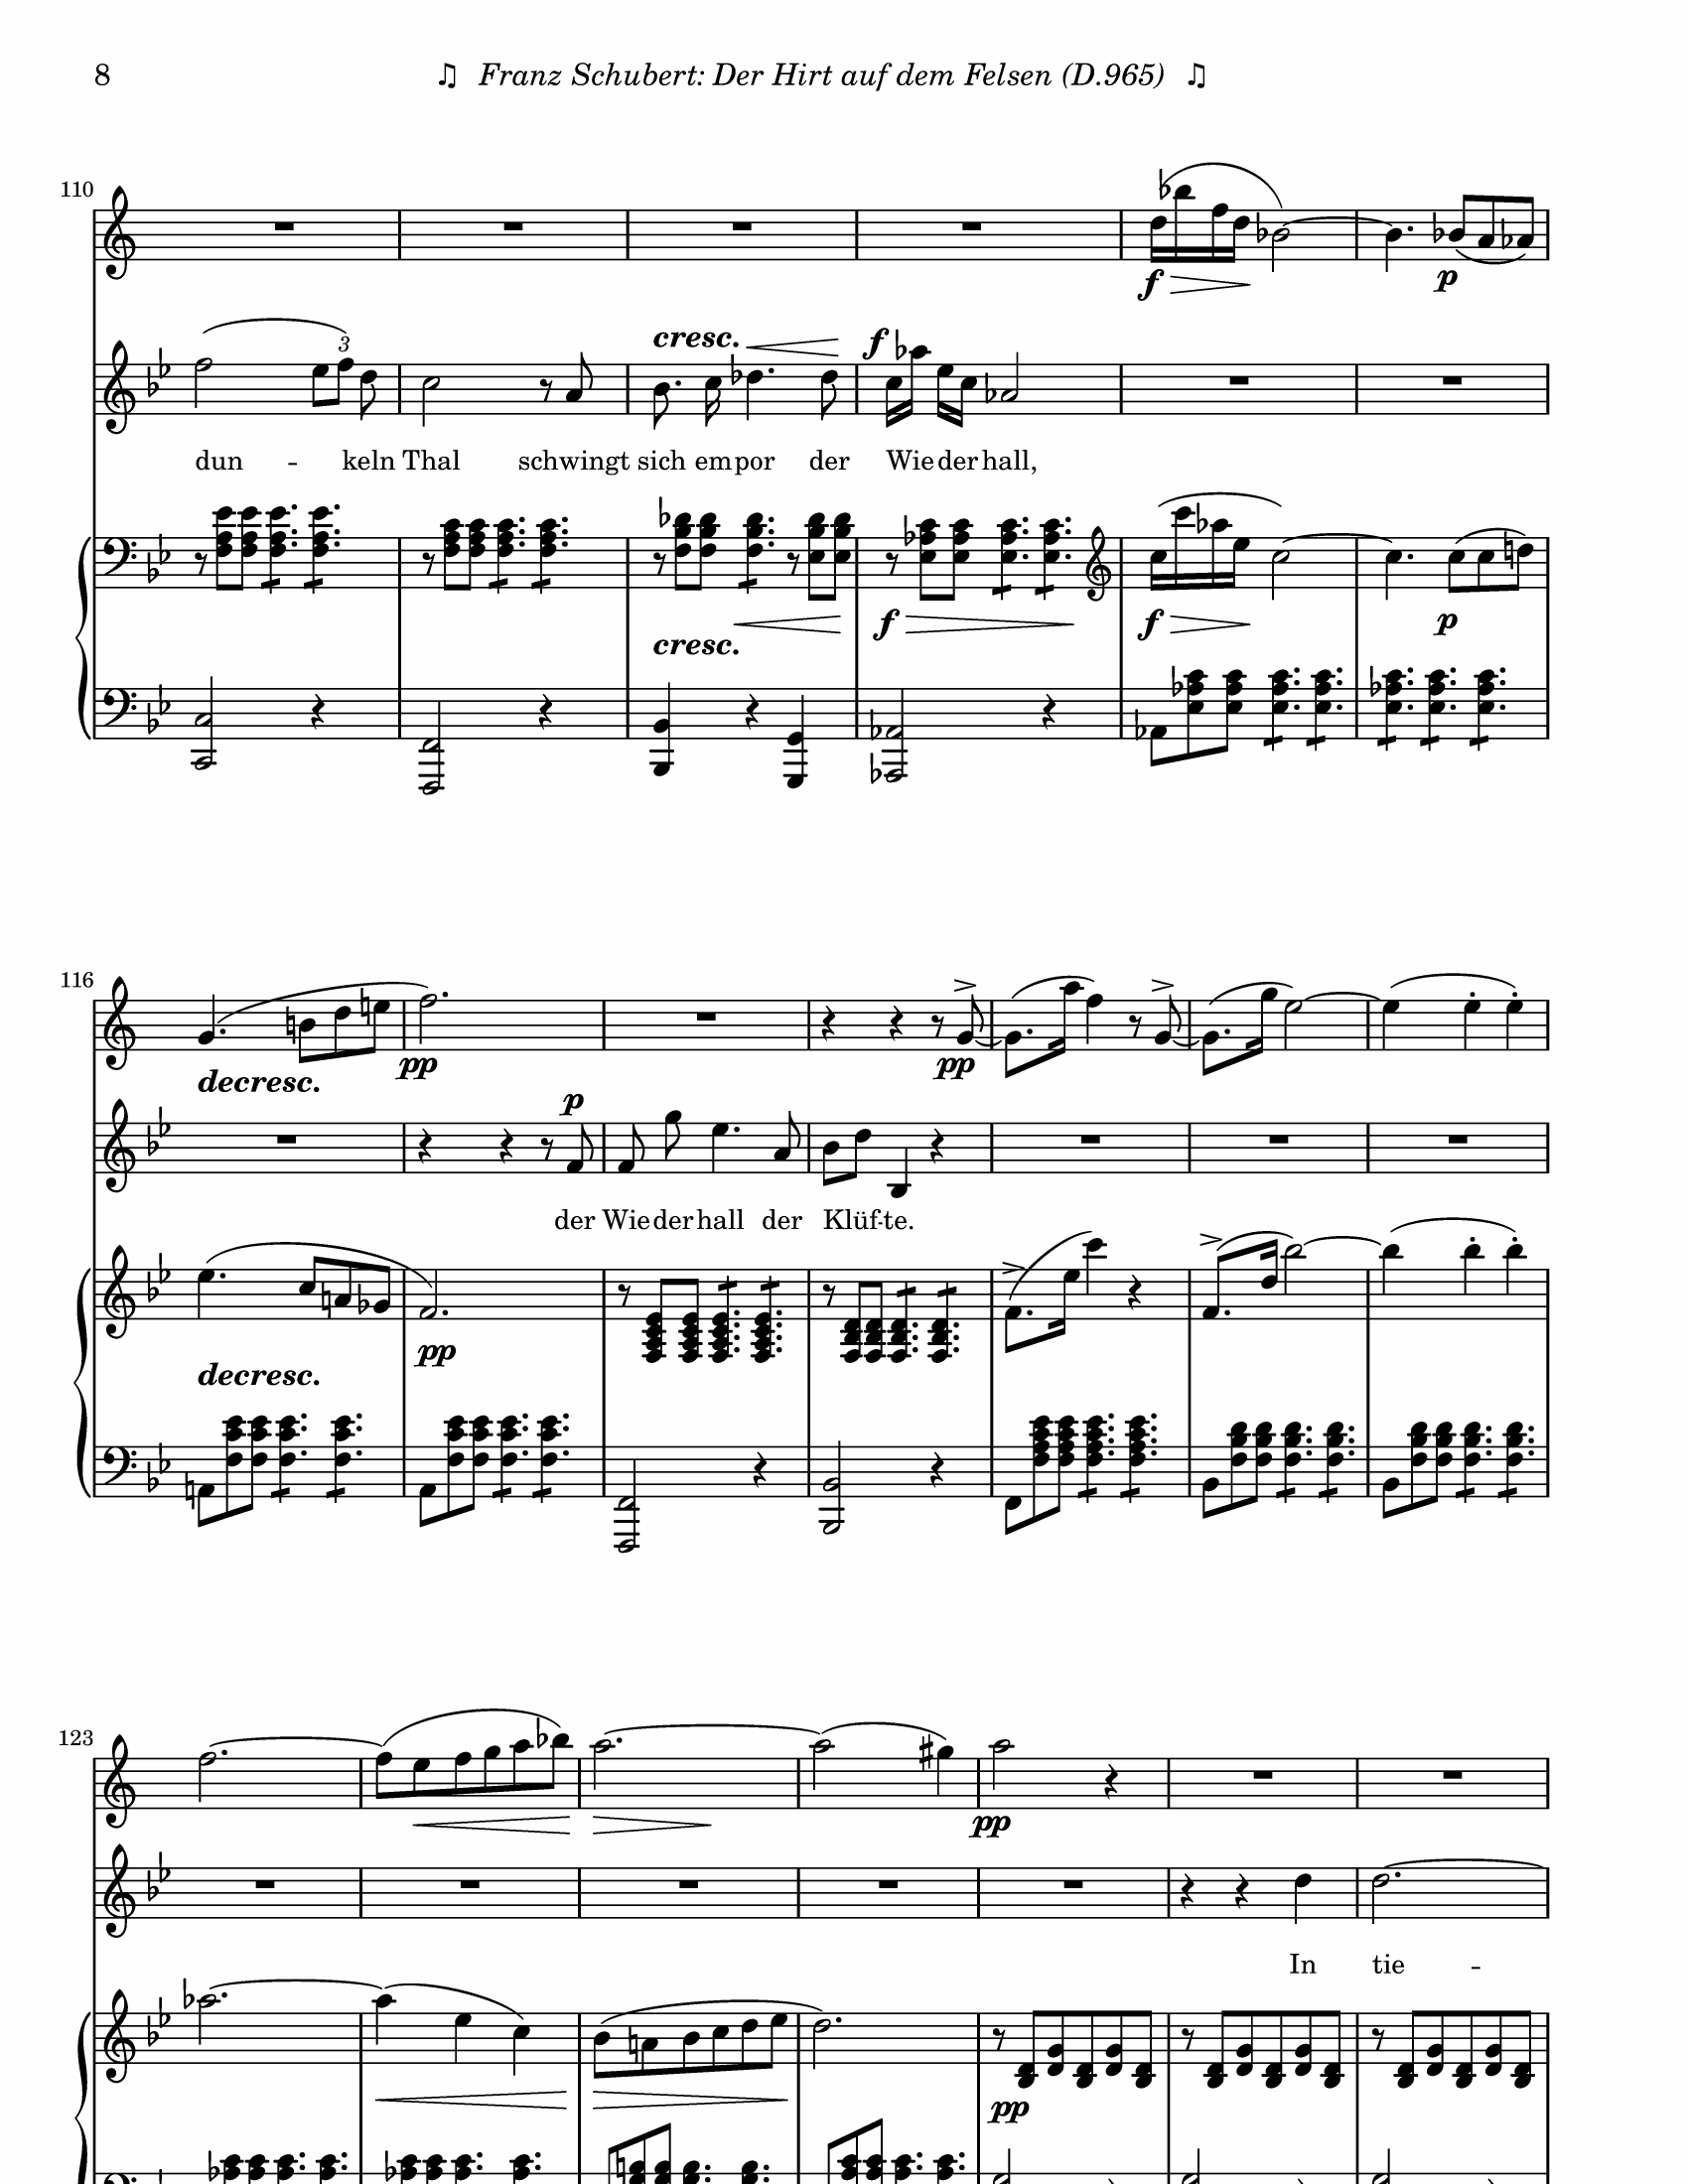 8 ♫ Franz Schubert: Der Hirt auf dem Felsen (D.965) ♫
110
f p
cresc. f
3
dun -- keln Thal schwingt sich em-por der Wie-der-hall,
f f p
cresc.
116
decresc. pp pp
p
der Wie-der-hall der Klüf-te.
pp
decresc.
123
pp
In tie --
pp